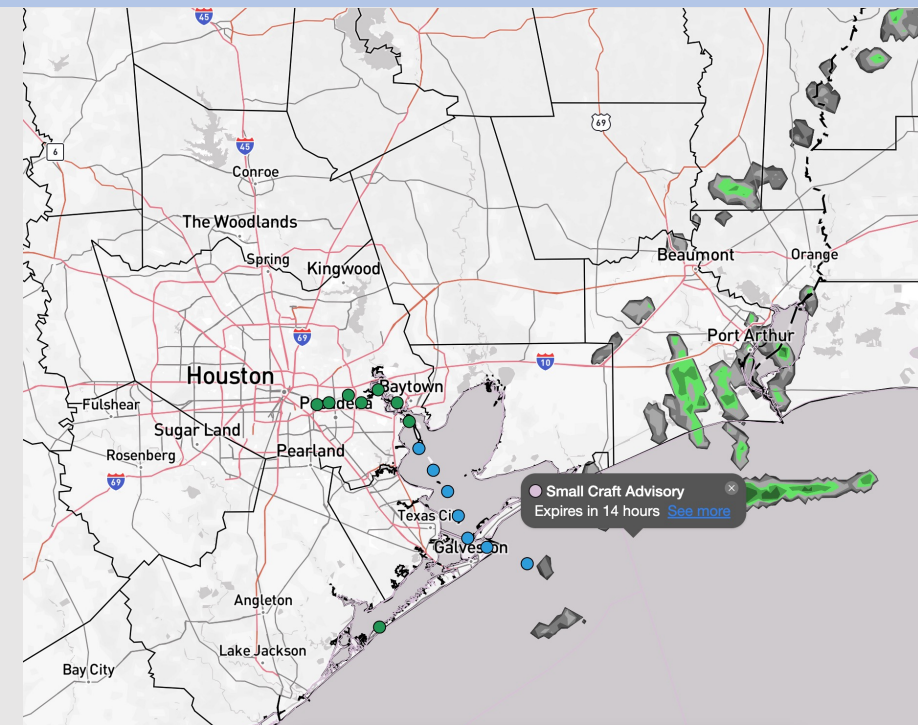 45
69
6
45
Conroe
The Woodlands
Spring
Kingwood
Beaumont
Orange
69
Port Arthur
10
Houston
Baytown
Fulshear
Sugar Land
Rosenberg
Pearland
69
Small Craft Advisory
Expires in 14 hours See more
Texas Ci
Galveston
Angleton
Lake Jackson
Bay City